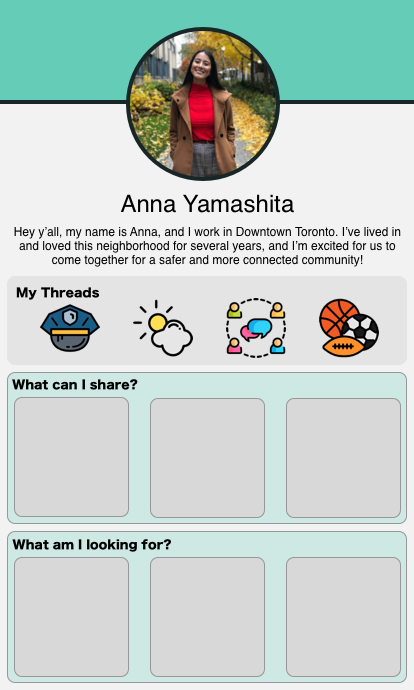 Anna Yamashita
Hey y’all, my name is Anna, and I work in Downtown Toronto. I’ve lived in
and loved this neighborhood for several years, and I’m excited for us to
come together for a safer and more connected community!
My Threads
What can I share?
What am I looking for?